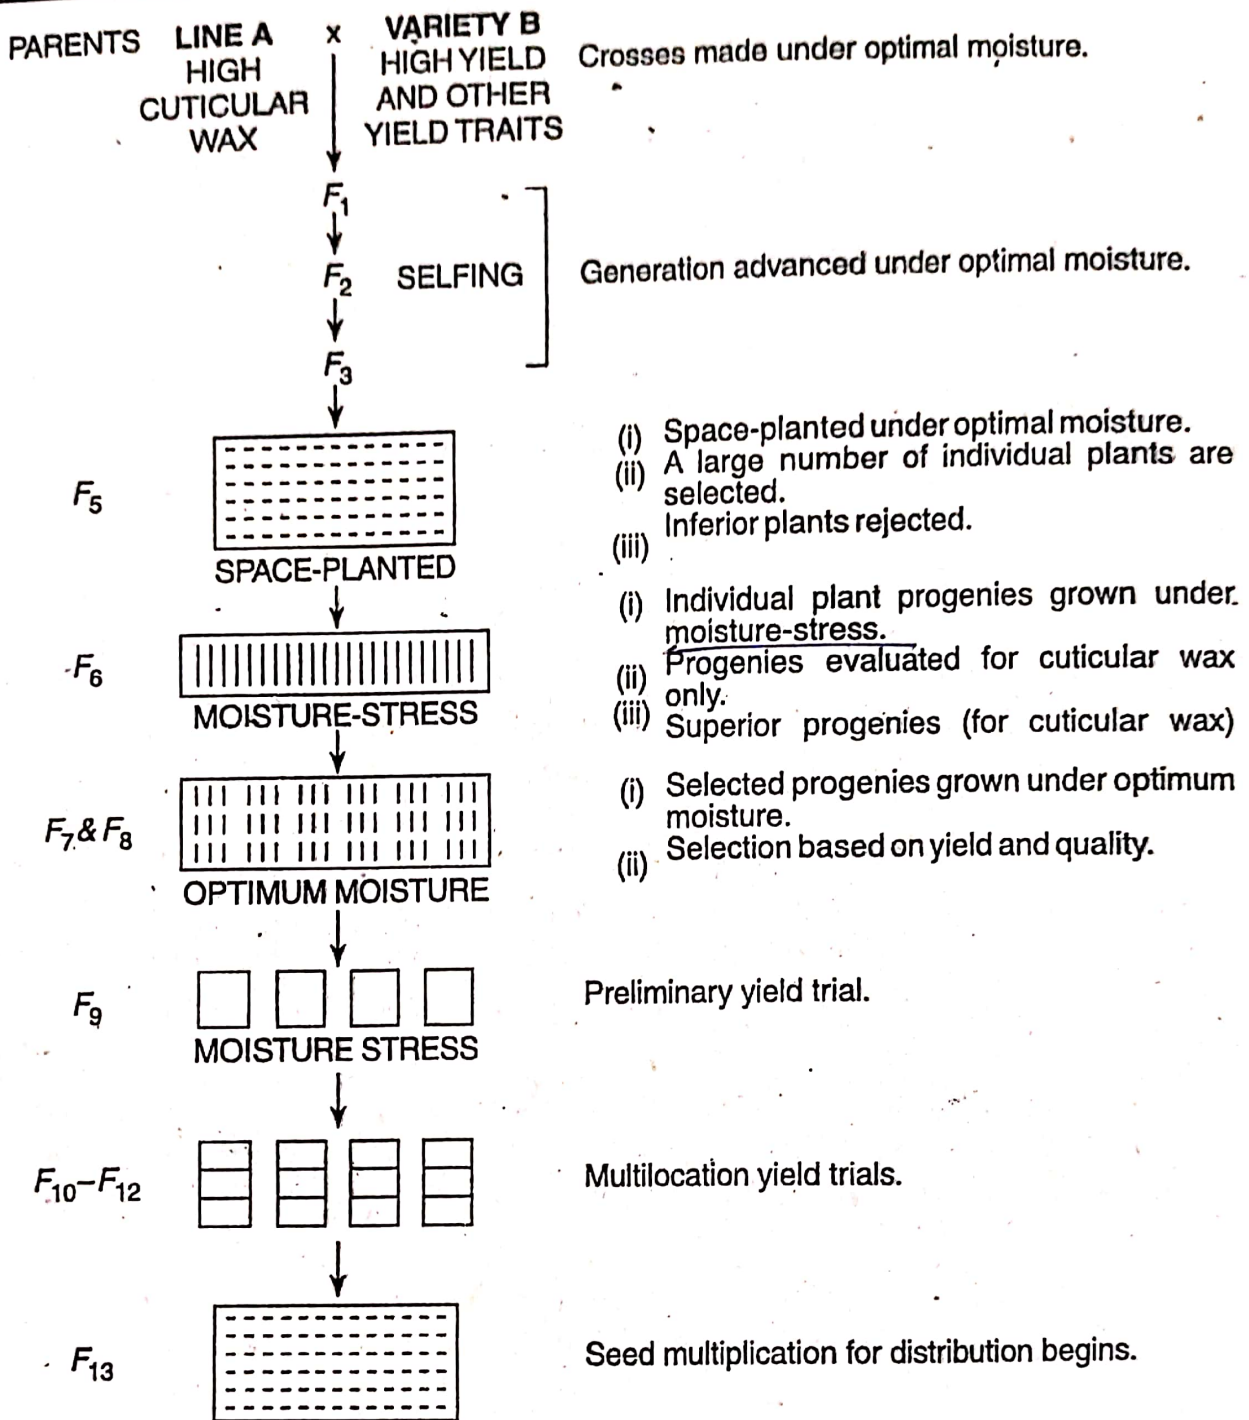 PARENTS LINE A x VARIETY B
HIGH HIGH YIELD
CUTICULAR AND OTHER
WAX YIELD TRAITS
Crosses made under optimal moisture.
F1
F2 SELFING
F3
Generation advanced under optimal moisture.
F5
SPACE-PLANTED
(i) Space-planted under optimal moisture.
(ii) A large number of individual plants are
selected.
(iii) Inferior plants rejected.
F6
MOISTURE-STRESS
(i) Individual plant progenies grown under
moisture-stress.
(ii) Progenies evaluated for cuticular wax
only.
(iii) Superior progenies (for cuticular wax)
F7 & F8
OPTIMUM MOISTURE
(i) Selected progenies grown under optimum
moisture.
(ii) Selection based on yield and quality.
F9
MOISTURE STRESS
Preliminary yield trial.
F10–F12
Multilocation yield trials.
F13
Seed multiplication for distribution begins.